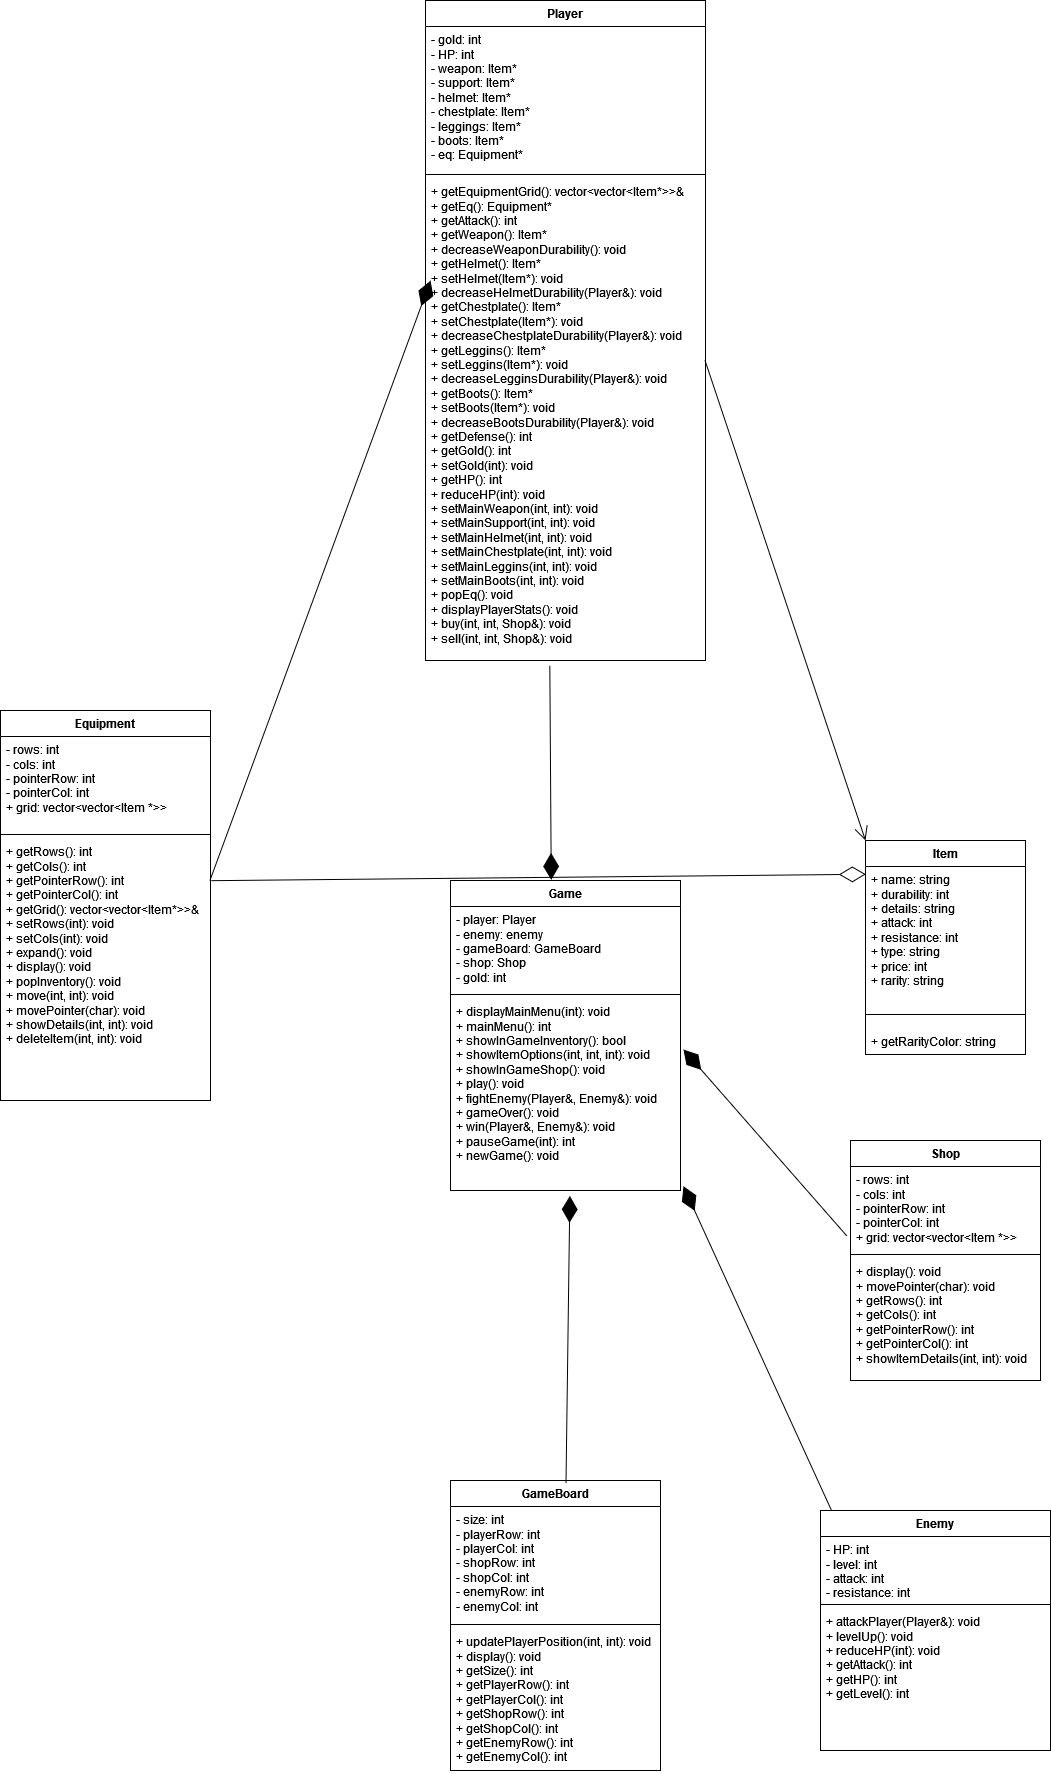 Player
- gold: int
- HP: int
- weapon: Item*
- support: Item*
- helmet: Item*
- chestplate: Item*
- leggings: Item*
- boots: Item*
- eq: Equipment*
+ getEquipmentGrid(): vector<vector<Item*>>&
+ getEq(): Equipment*
+ getAttack(): int
+ getWeapon(): Item*
+ decreaseWeaponDurability(): void
+ getHelmet(): Item*
+ setHelmet(Item*): void
+ decreaseHelmetDurability(Player&): void
+ getChestplate(): Item*
+ setChestplate(Item*): void
+ decreaseChestplateDurability(Player&): void
+ getLeggins(): Item*
+ setLeggins(Item*): void
+ decreaseLegginsDurability(Player&): void
+ getBoots(): Item*
+ setBoots(Item*): void
+ decreaseBootsDurability(Player&): void
+ getDefense(): int
+ getGold(): int
+ setGold(int): void
+ getHP(): int
+ reduceHP(int): void
+ setMainWeapon(int, int): void
+ setMainSupport(int, int): void
+ setMainHelmet(int, int): void
+ setMainChestplate(int, int): void
+ setMainLeggins(int, int): void
+ setMainBoots(int, int): void
+ popEq(): void
+ displayPlayerStats(): void
+ buy(int, int, Shop&): void
+ sell(int, int, Shop&): void
Equipment
- rows: int
- cols: int
- pointerRow: int
- pointerCol: int
+ grid: vector<vector<Item *>>
+ getRows(): int
+ getCols(): int
+ getPointerRow(): int
+ getPointerCol(): int
+ getGrid(): vector<vector<Item*>>&
+ setRows(int): void
+ setCols(int): void
+ expand(): void
+ display(): void
+ popInventory(): void
+ move(int, int): void
+ movePointer(char): void
+ showDetails(int, int): void
+ deleteItem(int, int): void
Item
+ name: string
+ durability: int
+ details: string
+ attack: int
+ resistance: int
+ type: string
+ price: int
+ rarity: string
+ getRarityColor: string
Game
- player: Player
- enemy: enemy
- gameBoard: GameBoard
- shop: Shop
- gold: int
+ displayMainMenu(int): void
+ mainMenu(): int
+ showInGameInventory(): bool
+ showItemOptions(int, int, int): void
+ showInGameShop(): void
+ play(): void
+ fightEnemy(Player&, Enemy&): void
+ gameOver(): void
+ win(Player&, Enemy&): void
+ pauseGame(int): int
+ newGame(): void
Shop
- rows: int
- cols: int
- pointerRow: int
- pointerCol: int
+ grid: vector<vector<Item *>>
+ display(): void
+ movePointer(char): void
+ getRows(): int
+ getCols(): int
+ getPointerRow(): int
+ getPointerCol(): int
+ showItemDetails(int, int): void
GameBoard
- size: int
- playerRow: int
- playerCol: int
- shopRow: int
- shopCol: int
- enemyRow: int
- enemyCol: int
+ updatePlayerPosition(int, int): void
+ display(): void
+ getSize(): int
+ getPlayerRow(): int
+ getPlayerCol(): int
+ getShopRow(): int
+ getShopCol(): int
+ getEnemyRow(): int
+ getEnemyCol(): int
Enemy
- HP: int
- level: int
- attack: int
- resistance: int
+ attackPlayer(Player&): void
+ levelUp(): void
+ reduceHP(int): void
+ getAttack(): int
+ getHP(): int
+ getLevel(): int